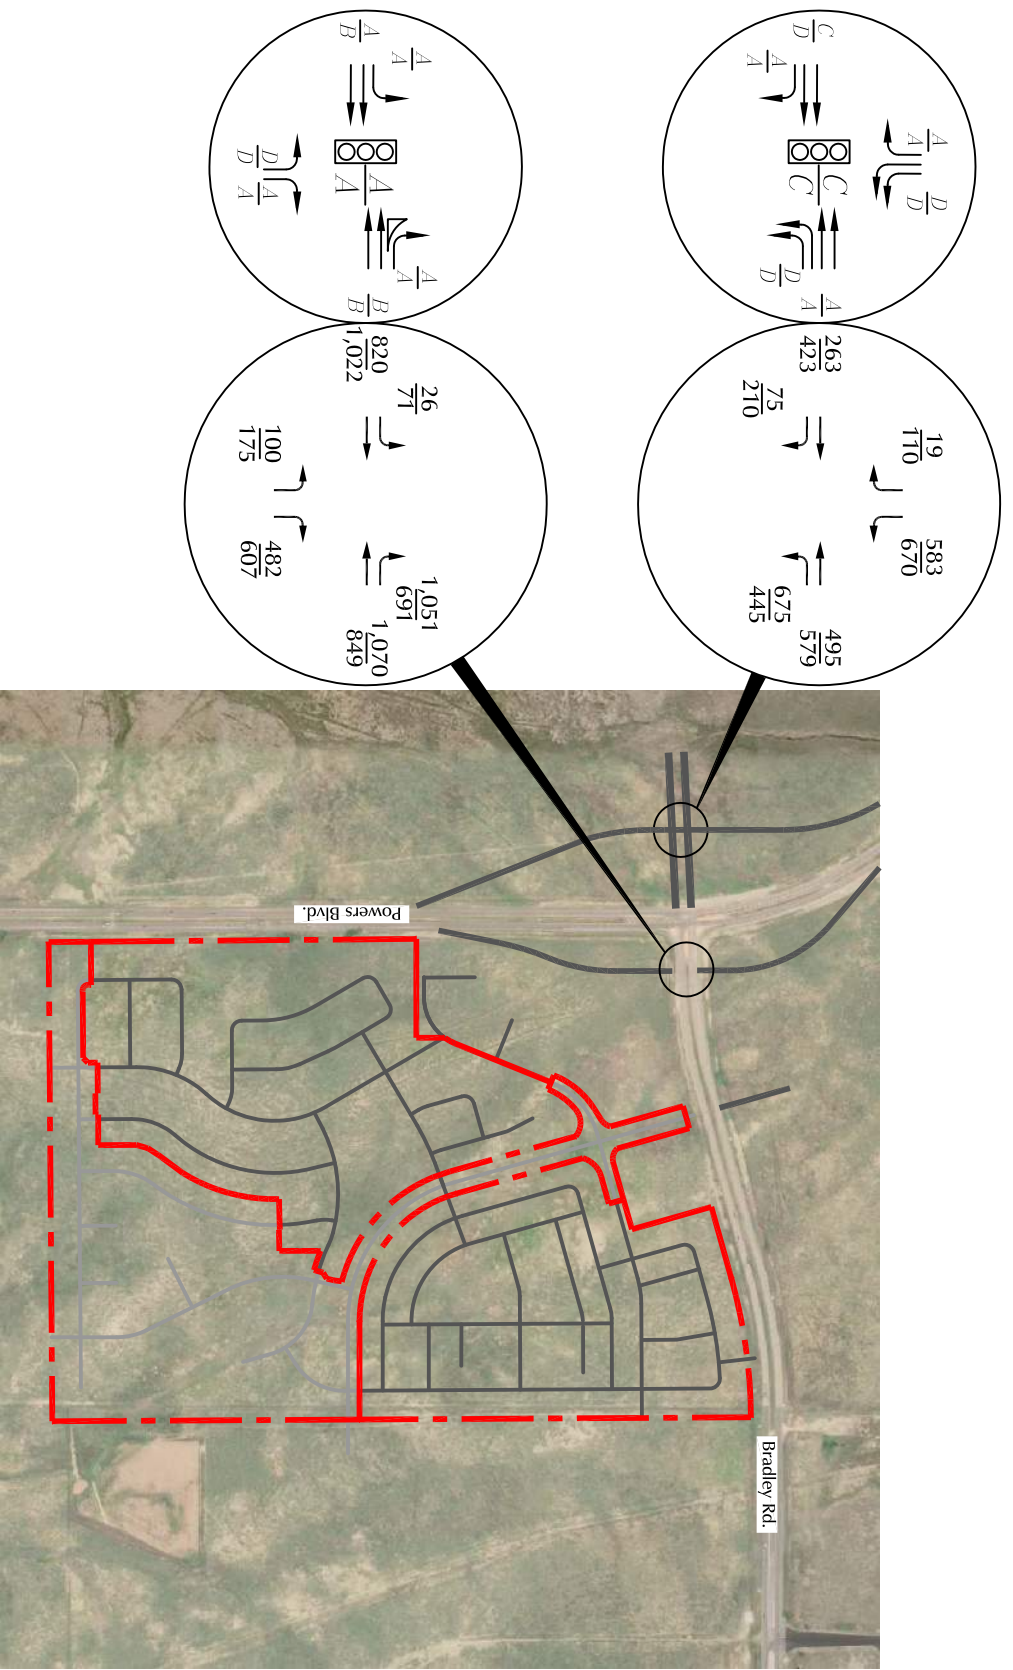 A
B
A
A
A
A
B
B
A
A
D
D
A
A
C
D
A
A
C
C
A
A
D
D
D
D
A
A
820
1,022
26
71
100
175
482
607
1,051
691
1,070
849
263
423
75
210
19
110
583
670
675
445
495
579
Powers Blvd.
Bradley Rd.